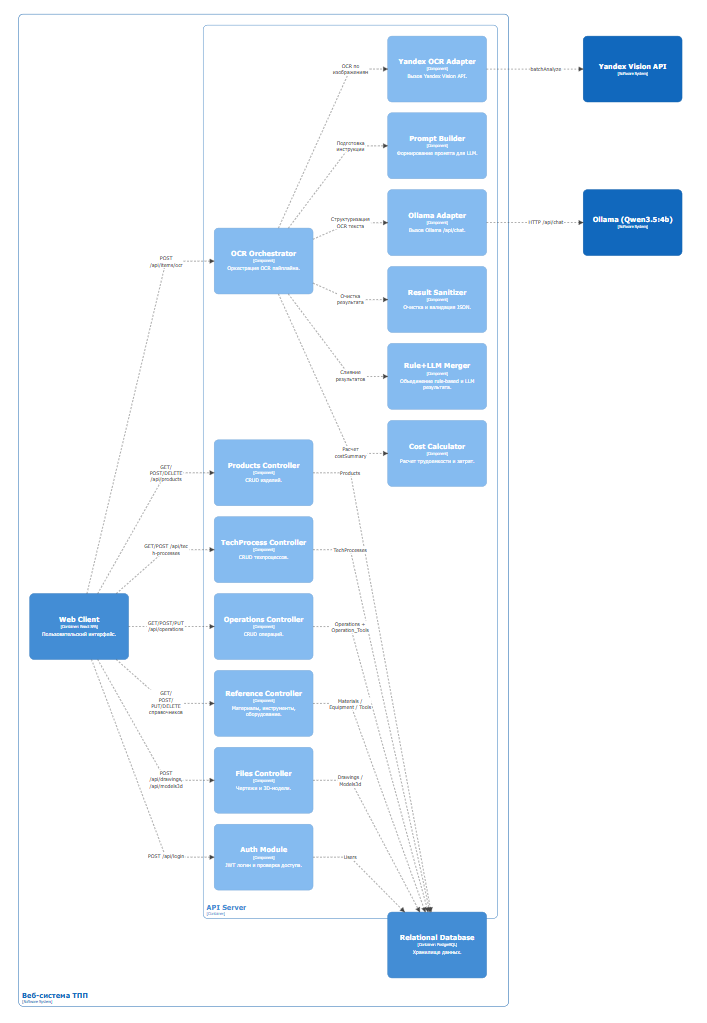 Yandex OCR Adapter
[Component]
Вызов Yandex Vision API.
Yandex Vision API
[Software System]
OCR по
изображениям
batchAnalyze
Prompt Builder
[Component]
Формирование промпта для LLM.
Подготовка
инструкции
Ollama Adapter
[Component]
Вызов Ollama /api/chat.
Ollama (Qwen3.5:4b)
[Software System]
Структуризация
OCR текста
HTTP /api/chat
OCR Orchestrator
[Component]
Оркестрация OCR пайплайна.
POST
/api/items/ocr
Result Sanitizer
[Component]
Очистка и валидация JSON.
Очистка
результата
Rule+LLM Merger
[Component]
Объединение rule-based и LLM
результата.
Слияние
результатов
Cost Calculator
[Component]
Расчет трудоемкости и затрат.
Расчет
costSummary
Products Controller
[Component]
CRUD изделий.
GET/
POST/DELETE
/api/products
Products
TechProcess Controller
[Component]
CRUD техпроцессов.
GET/POST /api/tec
h-processes
TechProcesses
Web Client
[Container: React SPA]
Пользовательский интерфейс.
GET/POST/PUT
/api/operations
Operations Controller
[Component]
CRUD операций.
Operations +
Operation_Tools
GET/
POST/
PUT/DELETE
справочников
Reference Controller
[Component]
Материалы, инструменты,
оборудование.
Materials /
Equipment / Tools
POST
/api/drawings,
/api/models3d
Files Controller
[Component]
Чертежи и 3D-модели.
Drawings /
Models3d
POST /api/login
Auth Module
[Component]
JWT логин и проверка доступа.
Users
API Server
[Container]
Relational Database
[Container: PostgreSQL]
Хранилище данных.
Веб-система ТПП
[Software System]